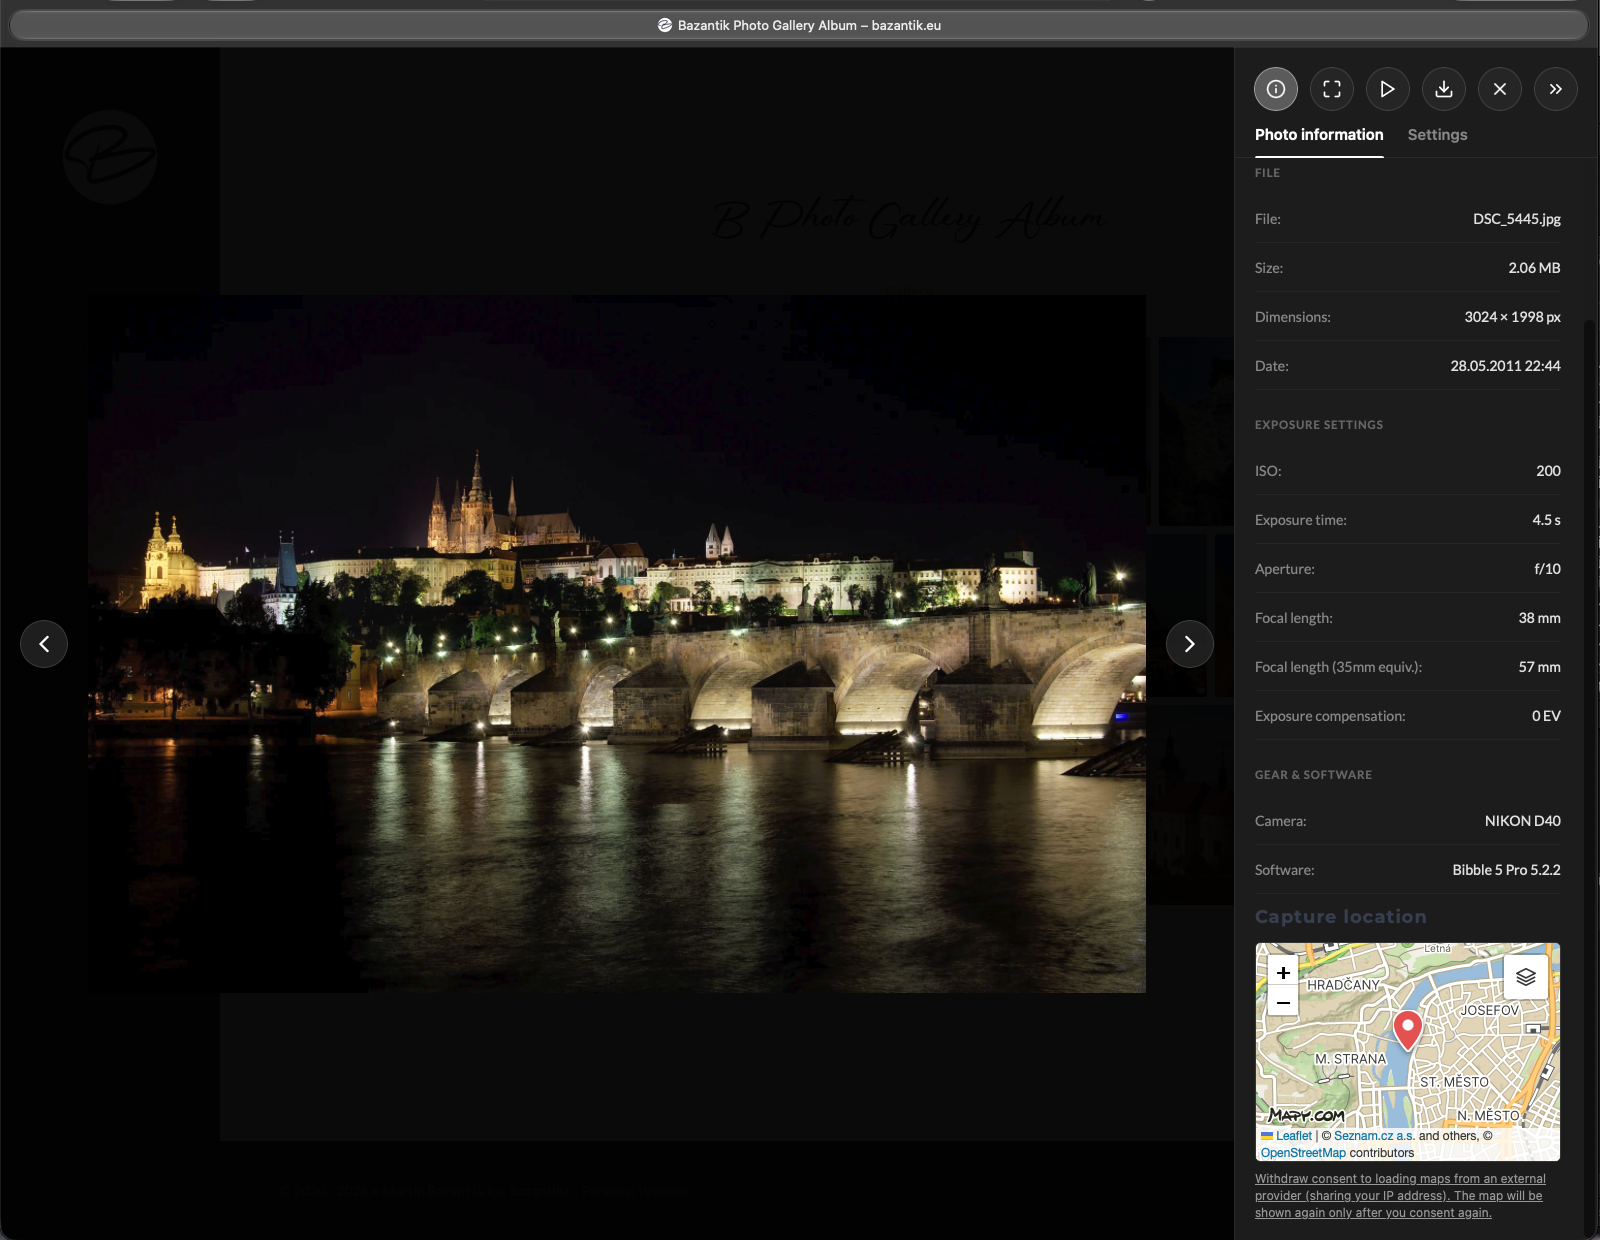 Bazantik Photo Gallery Album – bazantik.eu
B Photo Gallery Album
Photo information Settings
FILE
File: DSC_5445.jpg
Size: 2.06 MB
Dimensions: 3024 × 1998 px
Date: 28.05.2011 22:44
EXPOSURE SETTINGS
ISO: 200
Exposure time: 4.5 s
Aperture: f/10
Focal length: 38 mm
Focal length (35mm equiv.): 57 mm
Exposure compensation: 0 EV
GEAR & SOFTWARE
Camera: NIKON D40
Software: Bibble 5 Pro 5.2.2
Capture location
Letná
+
HRADČANY
−
JOSEFOV
M. STRANA
ST. MĚSTO
N. MĚSTO
Mapy.com
Leaflet | © Seznam.cz a.s. and others, ©
OpenStreetMap contributors
Withdraw consent to loading maps from an external
provider (sharing your IP address). The map will be
shown again only after you consent again.